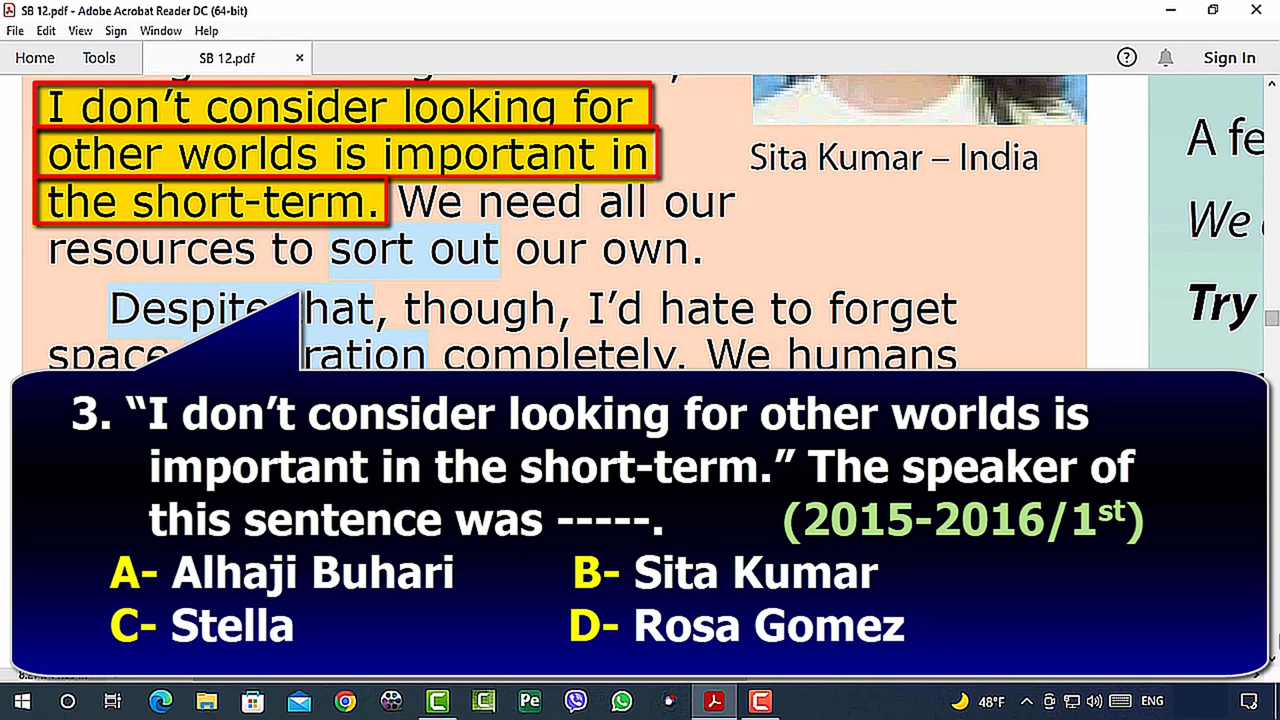 SB 12.pdf - Adobe Acrobat Reader DC (64-bit)
File Edit View Sign Window Help
Home Tools SB 12.pdf × Sign In
I don't consider looking for
other worlds is important in
the short-term. We need all our
resources to sort out our own.
Sita Kumar – India
Despite that, though, I'd hate to forget
space ration completely. We humans
A fe
We
Try
3. “I don't consider looking for other worlds is
important in the short-term.” The speaker of
this sentence was -----. (2015-2016/1st)
A- Alhaji Buhari B- Sita Kumar
C- Stella D- Rosa Gomez
48°F ENG